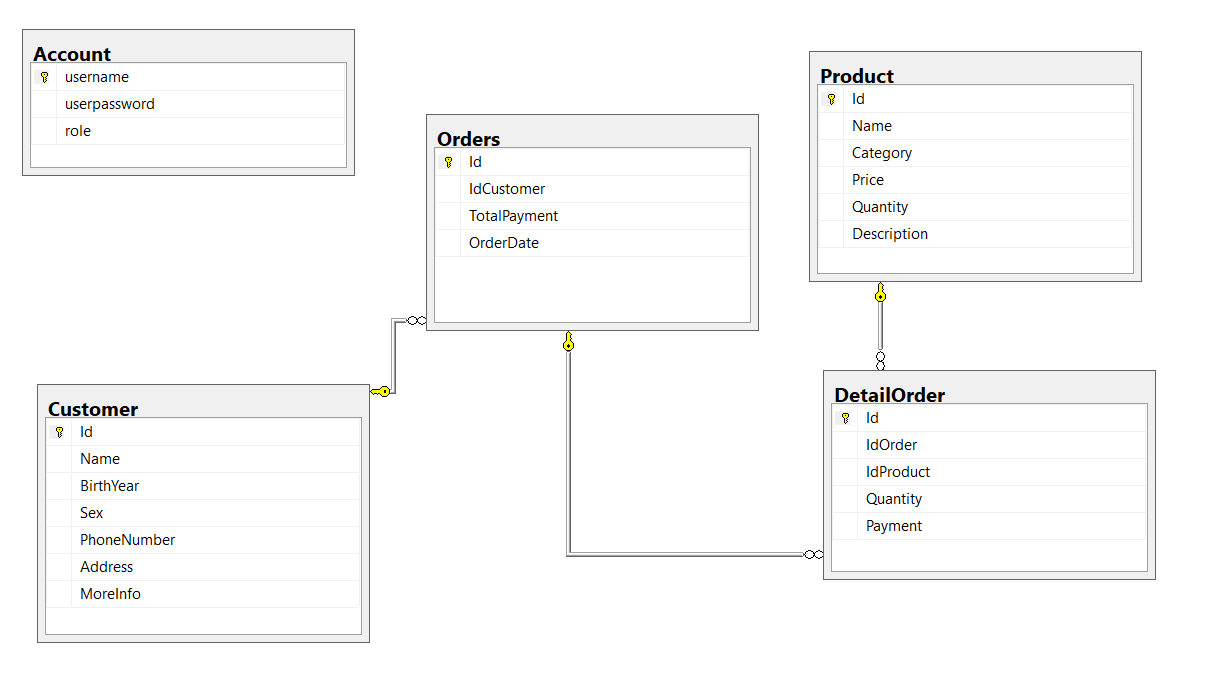 Account
username
userpassword
role
Orders
Id
IdCustomer
TotalPayment
OrderDate
Product
Id
Name
Category
Price
Quantity
Description
Customer
Id
Name
BirthYear
Sex
PhoneNumber
Address
MoreInfo
DetailOrder
Id
IdOrder
IdProduct
Quantity
Payment